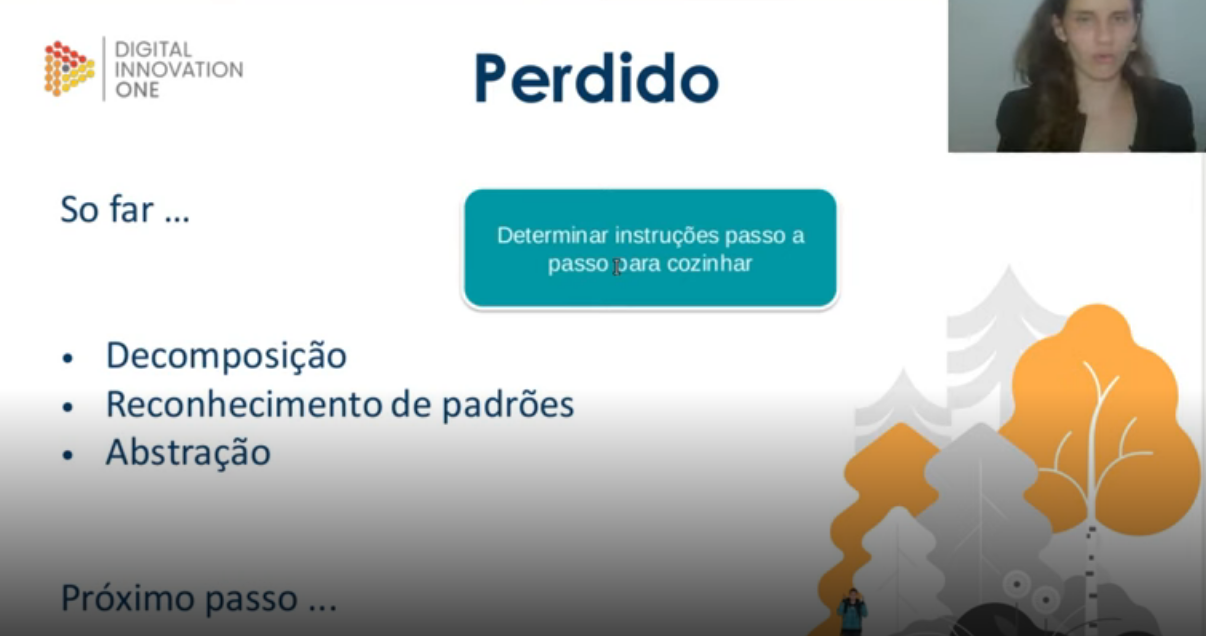 DIGITAL
INNOVATION
ONE
Perdido
So far ...
Determinar instruções passo a
passo para cozinhar
• Decomposição
• Reconhecimento de padrões
• Abstração
Próximo passo ...